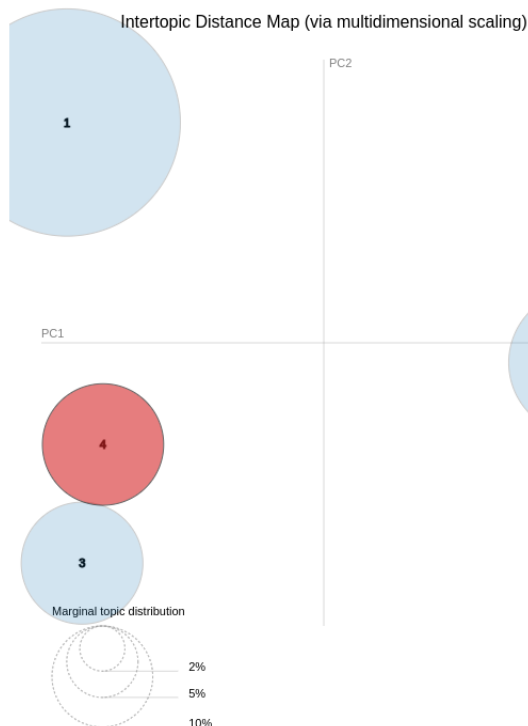 Intertopic Distance Map (via multidimensional scaling)
PC2
1
PC1
4
3
Marginal topic distribution
2%
5%
10%